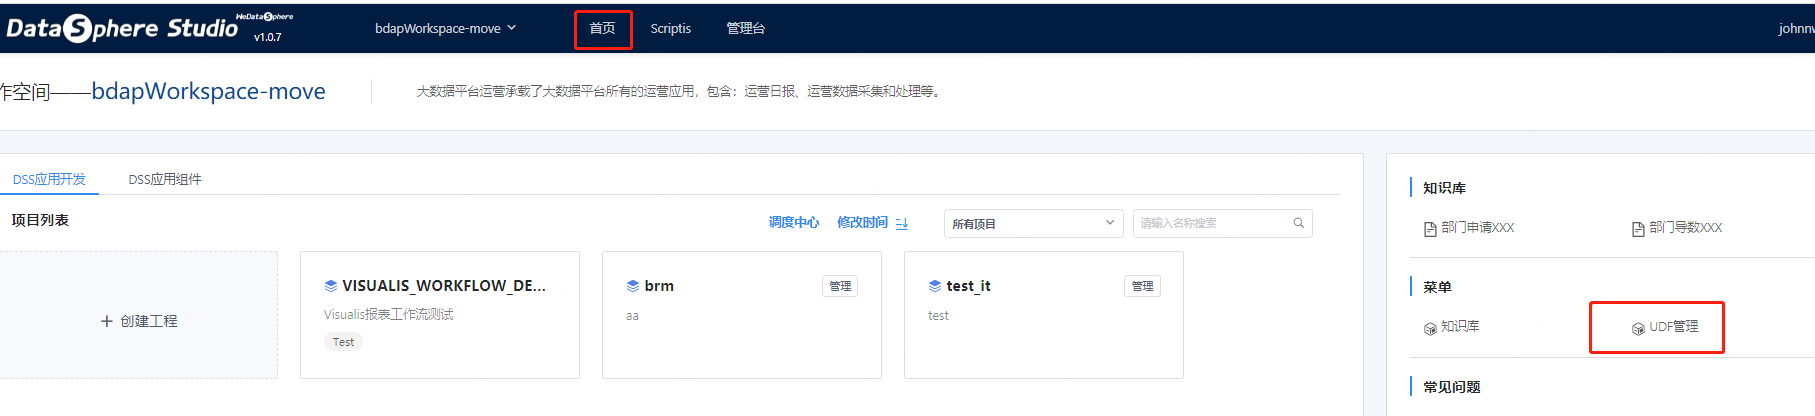 DataSphere Studio WeDataSphere
v1.0.7
bdapWorkspace-move 首页 Scriptis 管理台
johnnw
作空间——bdapWorkspace-move
大数据平台运营承载了大数据平台所有的运营应用，包含：运营日报、运营数据采集和处理等。
DSS应用开发 DSS应用组件
项目列表 调度中心 修改时间 所有项目 请输入名称搜索
创建工程
VISUALIS_WORKFLOW_DE...
Visualis报表工作流测试
Test
brm 管理
aa
test_it 管理
test
知识库
部门申请XXX 部门导数XXX
菜单
知识库 UDF管理
常见问题